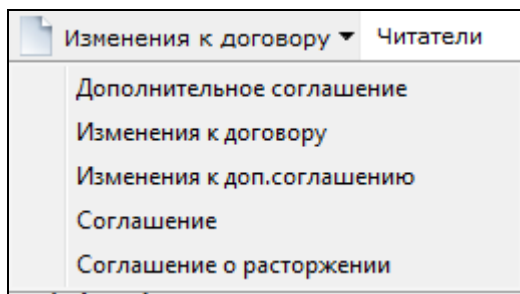 Изменения к договору Читатели
Дополнительное соглашение
Изменения к договору
Изменения к доп.соглашению
Соглашение
Соглашение о расторжении